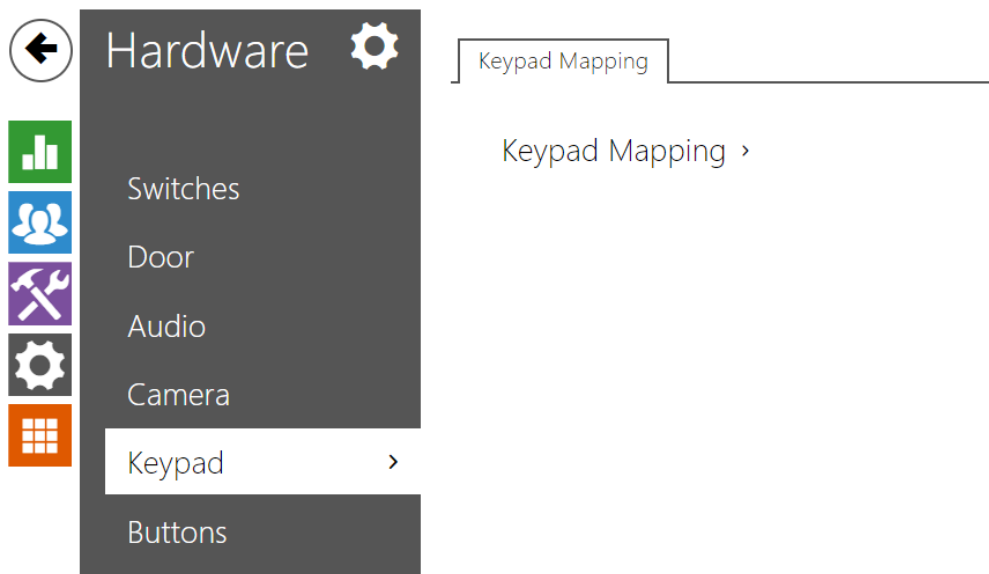 Hardware
Switches
Door
Audio
Camera
Keypad
Buttons
Keypad Mapping
Keypad Mapping